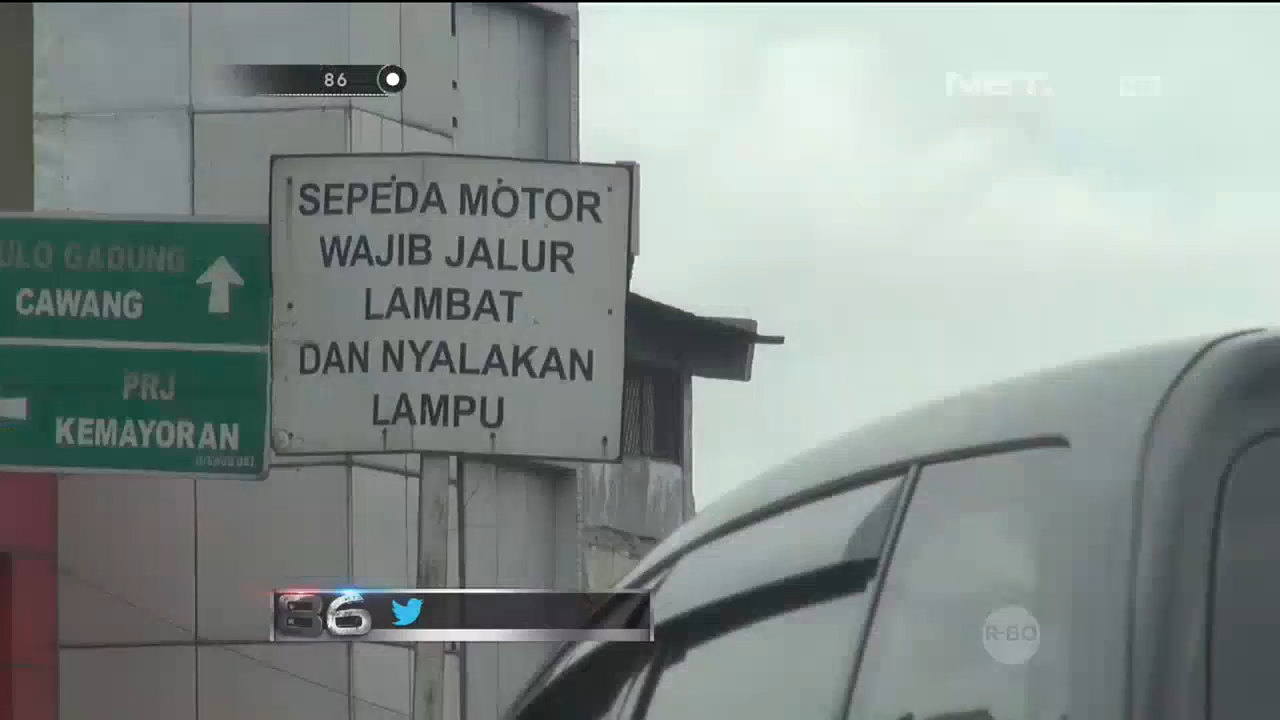 86
NET.
SEPEDA MOTOR
WAJIB JALUR
LAMBAT
DAN NYALAKAN
LAMPU
ULO GADUNG
CAWANG
PRJ
KEMAYORAN
86
R-BO